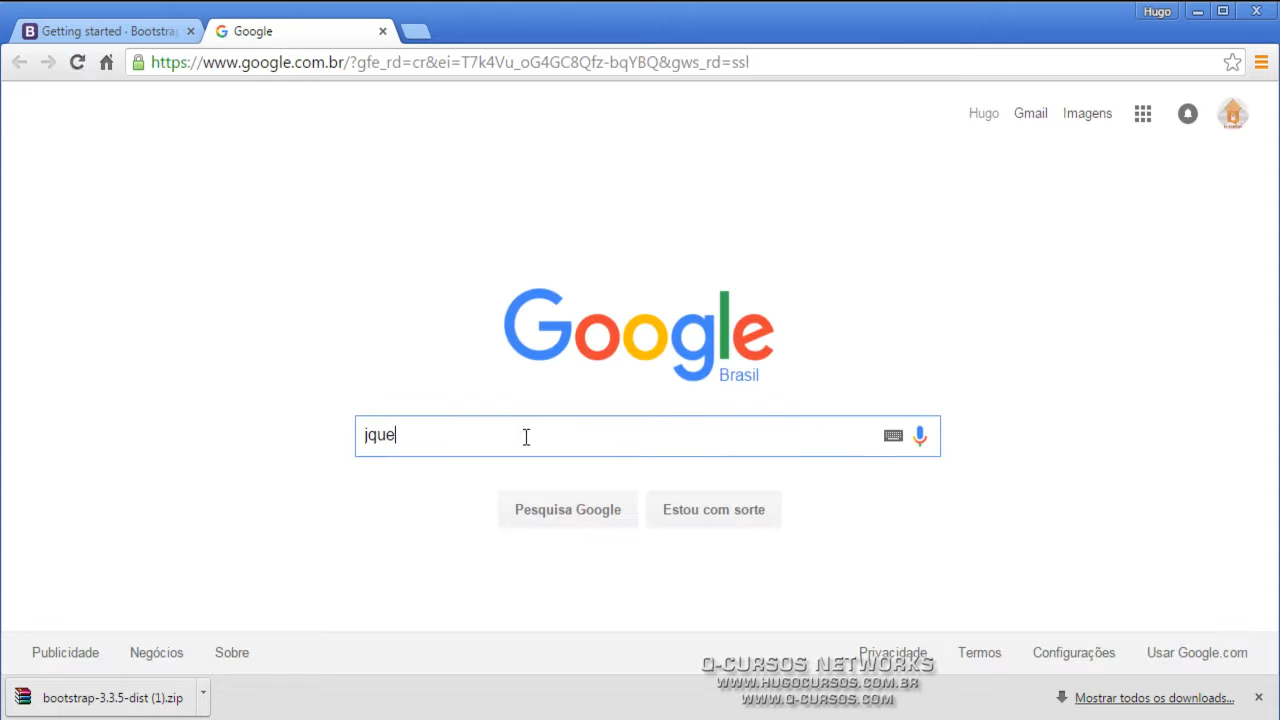 Hugo
Getting started · Bootstrap
Google
https://www.google.com.br/?gfe_rd=cr&ei=T7k4Vu_oG4GC8Qfz-bqYBQ&gws_rd=ssl
Hugo Gmail Imagens
Google
Brasil
jque
Pesquisa Google Estou com sorte
Publicidade Negócios Sobre Privacidade Termos Configurações Usar Google.com
Q-CURSOS NETWORKS
WWW.HUGOCURSOS.COM.BR
WWW.Q-CURSOS.COM
bootstrap-3.3.5-dist (1).zip Mostrar todos os downloads...